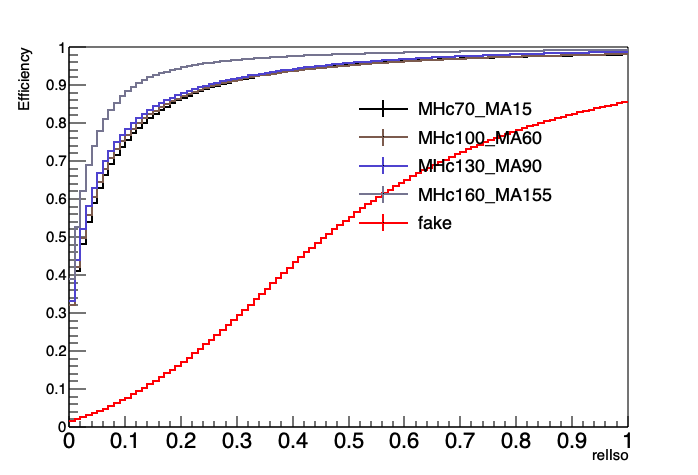 Efficiency
1
0.9
0.8
0.7
0.6
0.5
0.4
0.3
0.2
0.1
0
MHc70_MA15
MHc100_MA60
MHc130_MA90
MHc160_MA155
fake
0 0.1 0.2 0.3 0.4 0.5 0.6 0.7 0.8 0.9 1
relIso